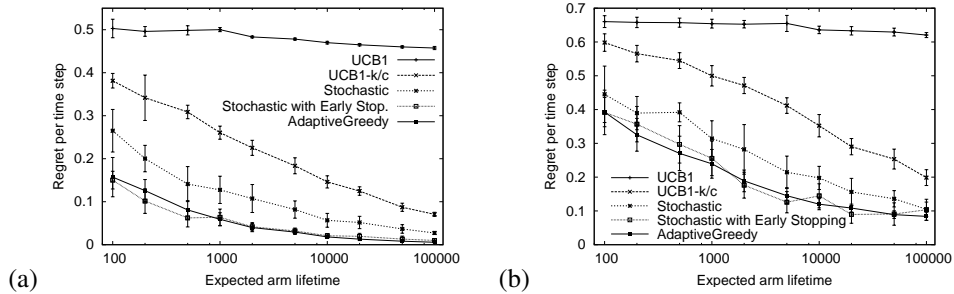 0.5
0.4
0.3
0.2
0.1
0
Regret per time step
UCB1
UCB1-k/c
Stochastic
Stochastic with Early Stop.
AdaptiveGreedy
100 1000 10000 100000
Expected arm lifetime
(a)
0.7
0.6
0.5
0.4
0.3
0.2
0.1
0
Regret per time step
UCB1
UCB1-k/c
Stochastic
Stochastic with Early Stopping
AdaptiveGreedy
100 1000 10000 100000
Expected arm lifetime
(b)